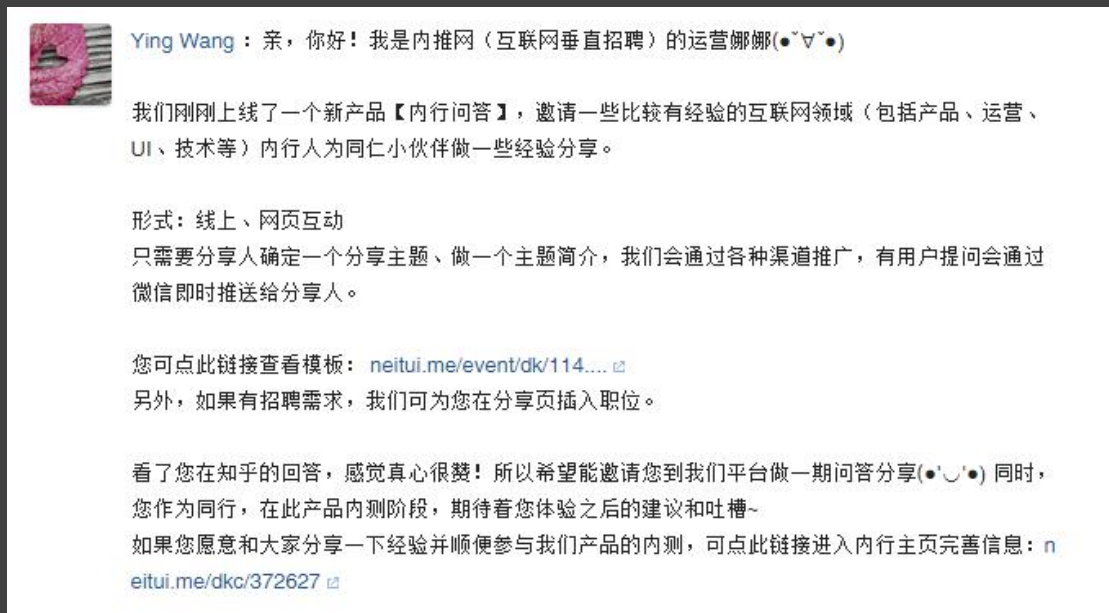 Ying Wang：亲，你好！我是内推网（互联网垂直招聘）的运营娜娜(●ˇ∀ˇ●)
我们刚刚上线了一个新产品【内行问答】，邀请一些比较有经验的互联网领域（包括产品、运营、
UI、技术等）内行人为同仁小伙伴做一些经验分享。
形式：线上、网页互动
只需要分享人确定一个分享主题、做一个主题简介，我们会通过各种渠道推广，有用户提问会通过
微信即时推送给分享人。
您可点此链接查看模板： neitui.me/event/dk/114....
另外，如果有招聘需求，我们可为您在分享页插入职位。
看了您在知乎的回答，感觉真心很赞！所以希望能邀请您到我们平台做一期问答分享(●'◡'●) 同时，
您作为同行，在此产品内测阶段，期待着您体验之后的建议和吐槽~
如果您愿意和大家分享一下经验并顺便参与我们产品的内测，可点此链接进入内行主页完善信息：n
eitui.me/dkc/372627